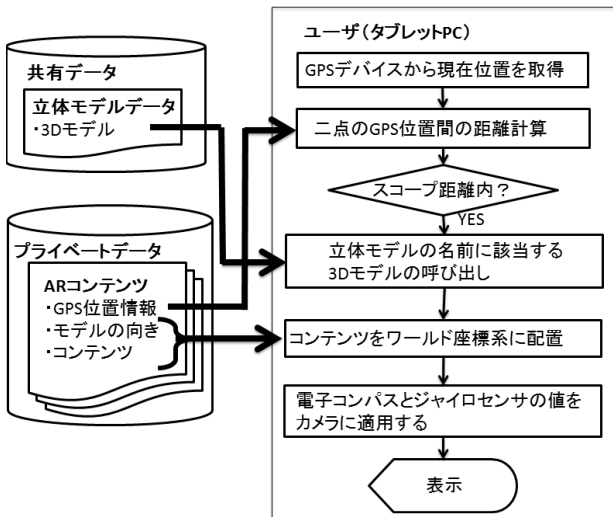 共有データ
立体モデルデータ
・3Dモデル
プライベートデータ
ARコンテンツ
・GPS位置情報
・モデルの向き
・コンテンツ
ユーザ（タブレットPC）
GPSデバイスから現在位置を取得
二点のGPS位置間の距離計算
スコープ距離内？
YES
立体モデルの名前に該当する
3Dモデルの呼び出し
コンテンツをワールド座標系に配置
電子コンパスとジャイロセンサの値を
カメラに適用する
表示